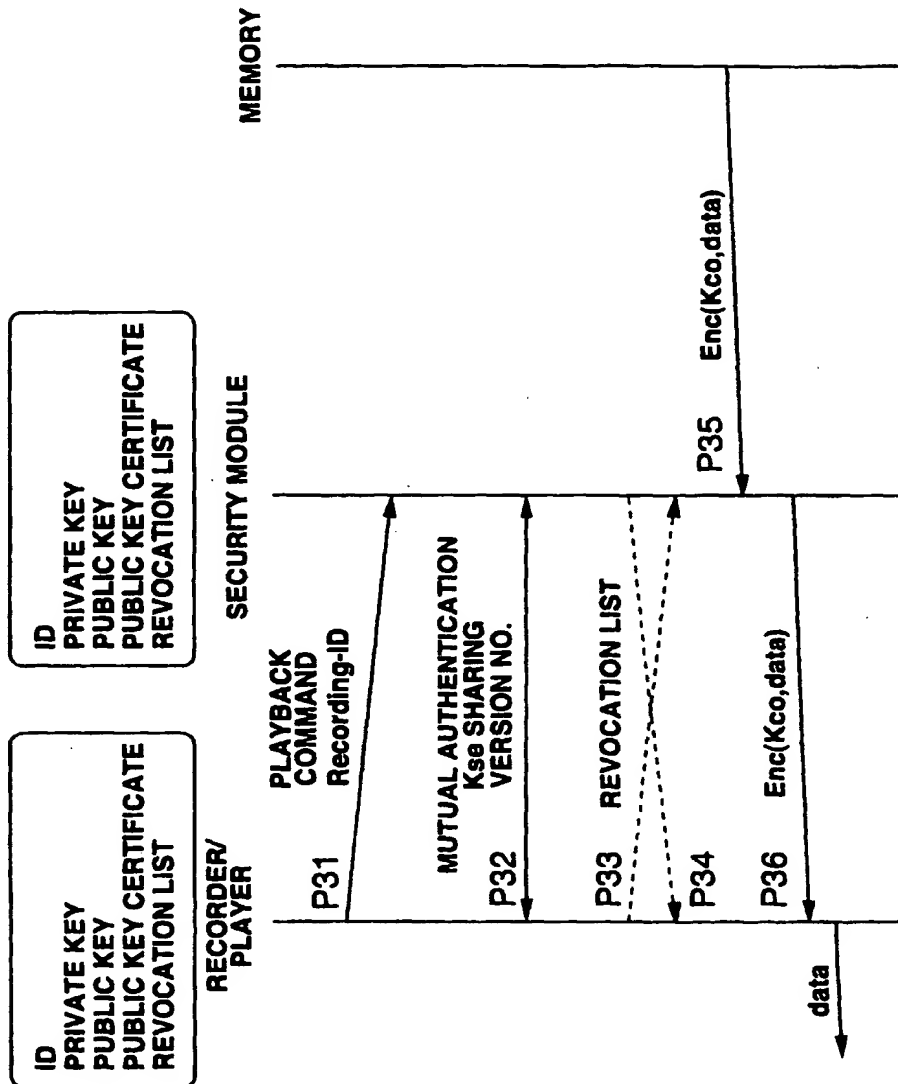 ID
PRIVATE KEY
PUBLIC KEY
PUBLIC KEY CERTIFICATE
REVOCATION LIST
ID
PRIVATE KEY
PUBLIC KEY
PUBLIC KEY CERTIFICATE
REVOCATION LIST
RECORDER/
PLAYER
SECURITY MODULE
MEMORY
P31
PLAYBACK
COMMAND
Recording-ID
P32
MUTUAL AUTHENTICATION
Kse SHARING
VERSION NO.
P33
REVOCATION LIST
P34
P35
Enc(Kco,data)
P36
Enc(Kco,data)
data